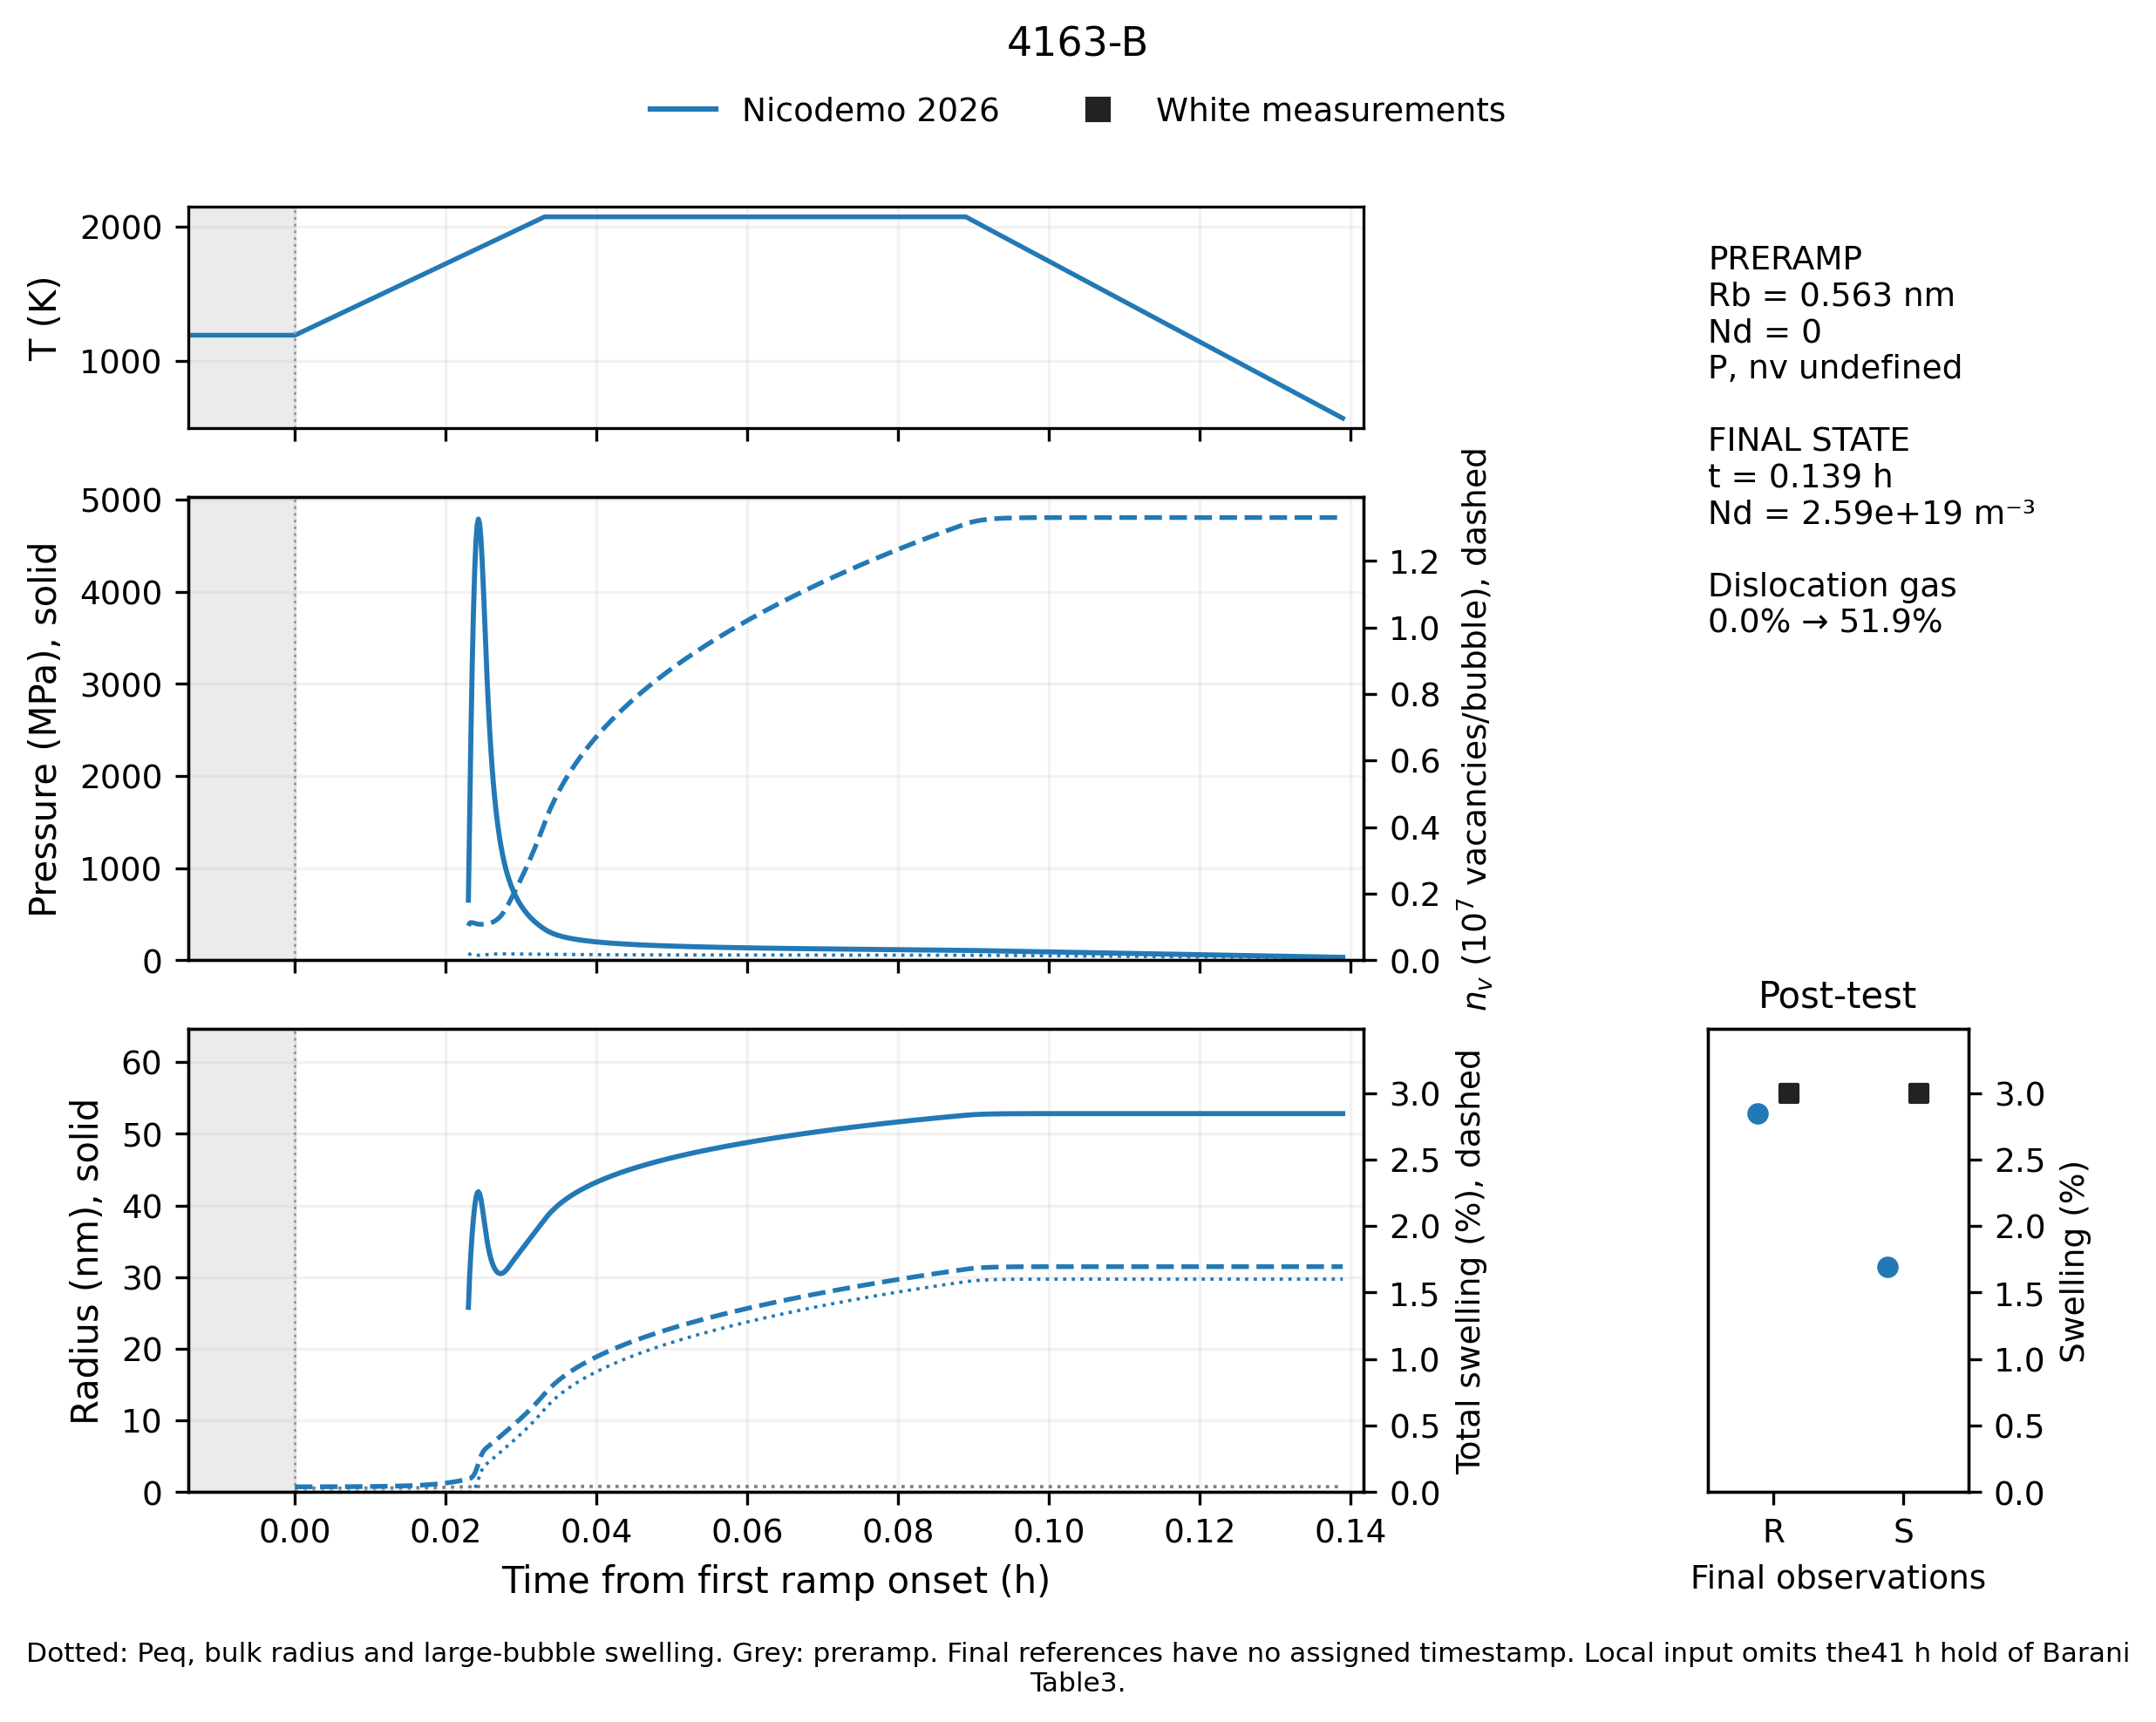 4163-B
Nicodemo 2026
White measurements
T (K)
2000
1000
PRERAMP
Rb = 0.563 nm
Nd = 0
P, nv undefined
FINAL STATE
t = 0.139 h
Nd = 2.59e+19 m⁻³
Dislocation gas
0.0% → 51.9%
Pressure (MPa), solid
5000
4000
3000
2000
1000
0
1.2
1.0
0.8
0.6
0.4
0.2
0.0
n_v (10⁷ vacancies/bubble), dashed
Radius (nm), solid
60
50
40
30
20
10
0
3.0
2.5
2.0
1.5
1.0
0.5
0.0
Total swelling (%), dashed
0.00
0.02
0.04
0.06
0.08
0.10
0.12
0.14
Time from first ramp onset (h)
Post-test
3.0
2.5
2.0
1.5
1.0
0.5
0.0
Swelling (%)
R
S
Final observations
Dotted: Peq, bulk radius and large-bubble swelling. Grey: preramp. Final references have no assigned timestamp. Local input omits the41 h hold of Barani
Table3.